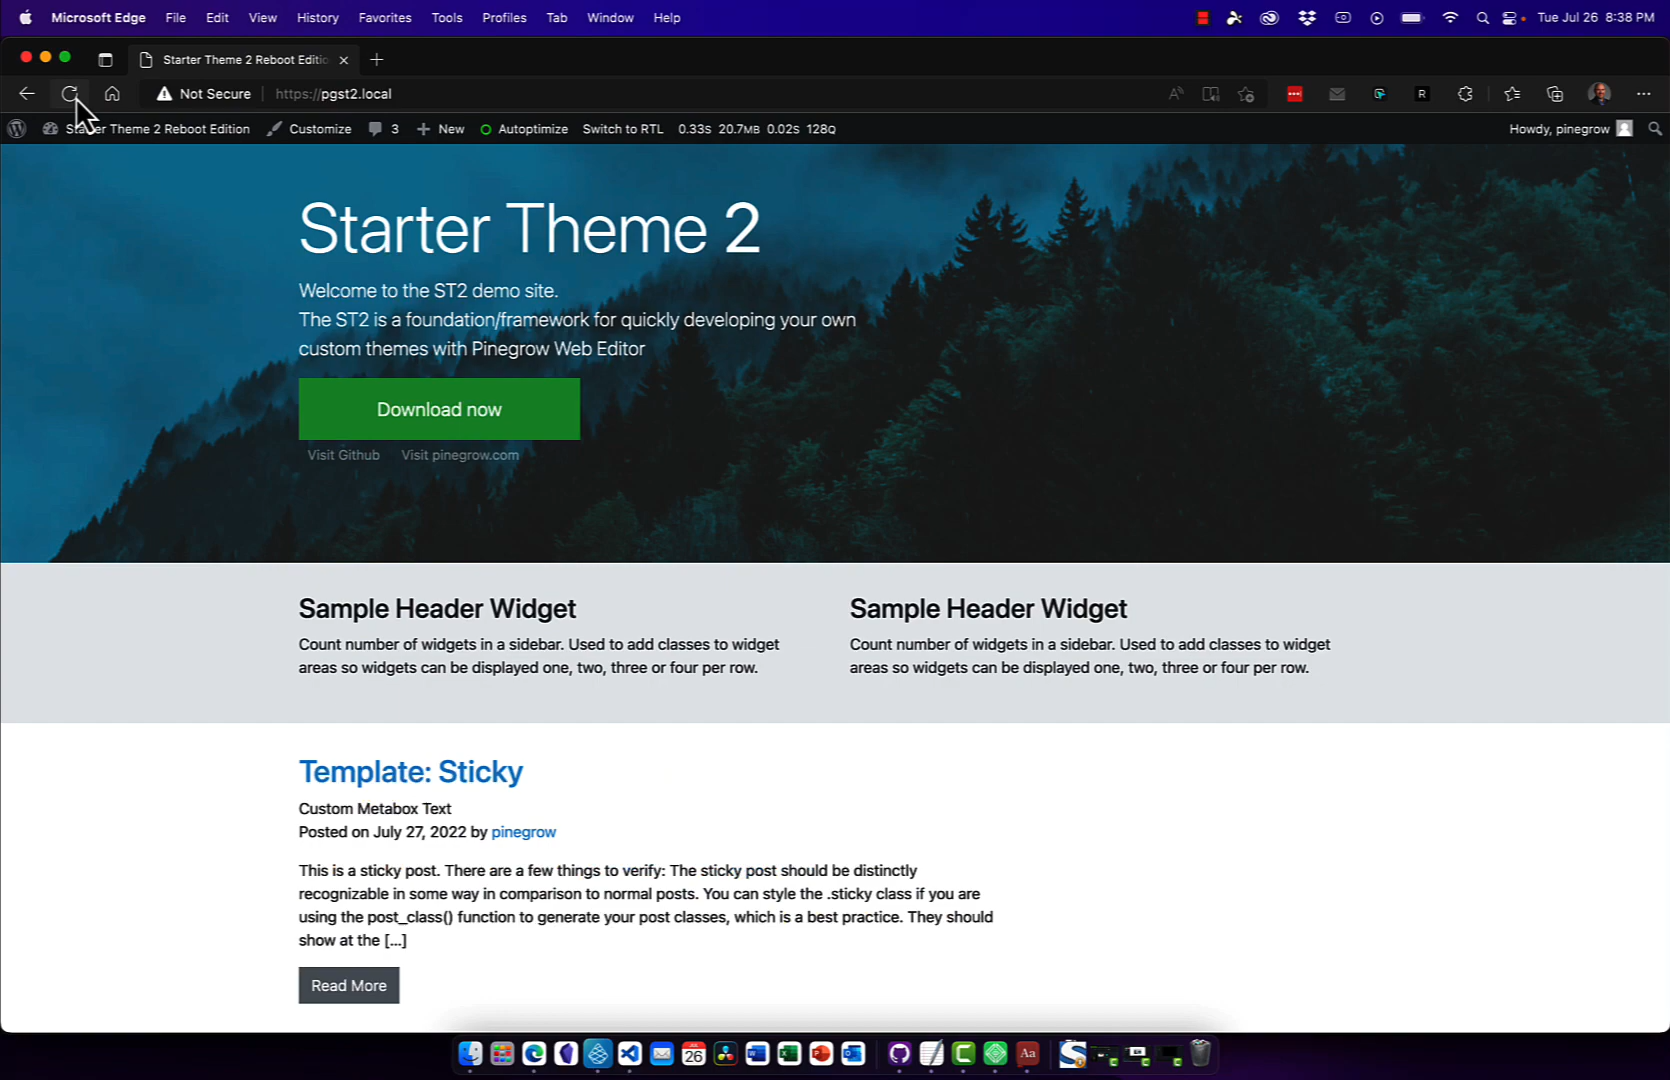 Microsoft Edge File Edit View History Favorites Tools Profiles Tab Window Help Tue Jul 26 8:38 PM
Starter Theme 2 Reboot Editio
Not Secure https://pgst2.local
R
Starter Theme 2 Reboot Edition Customize 3 New Autoptimize Switch to RTL 0.33S 20.7MB 0.02S 128Q Howdy, pinegrow
Starter Theme 2
Welcome to the ST2 demo site.
The ST2 is a foundation/framework for quickly developing your own
custom themes with Pinegrow Web Editor
Download now
Visit Github Visit pinegrow.com
Sample Header Widget
Count number of widgets in a sidebar. Used to add classes to widget
areas so widgets can be displayed one, two, three or four per row.
Sample Header Widget
Count number of widgets in a sidebar. Used to add classes to widget
areas so widgets can be displayed one, two, three or four per row.
Template: Sticky
Custom Metabox Text
Posted on July 27, 2022 by pinegrow
This is a sticky post. There are a few things to verify: The sticky post should be distinctly
recognizable in some way in comparison to normal posts. You can style the .sticky class if you are
using the post_class() function to generate your post classes, which is a best practice. They should
show at the [...]
Read More
26
Aa